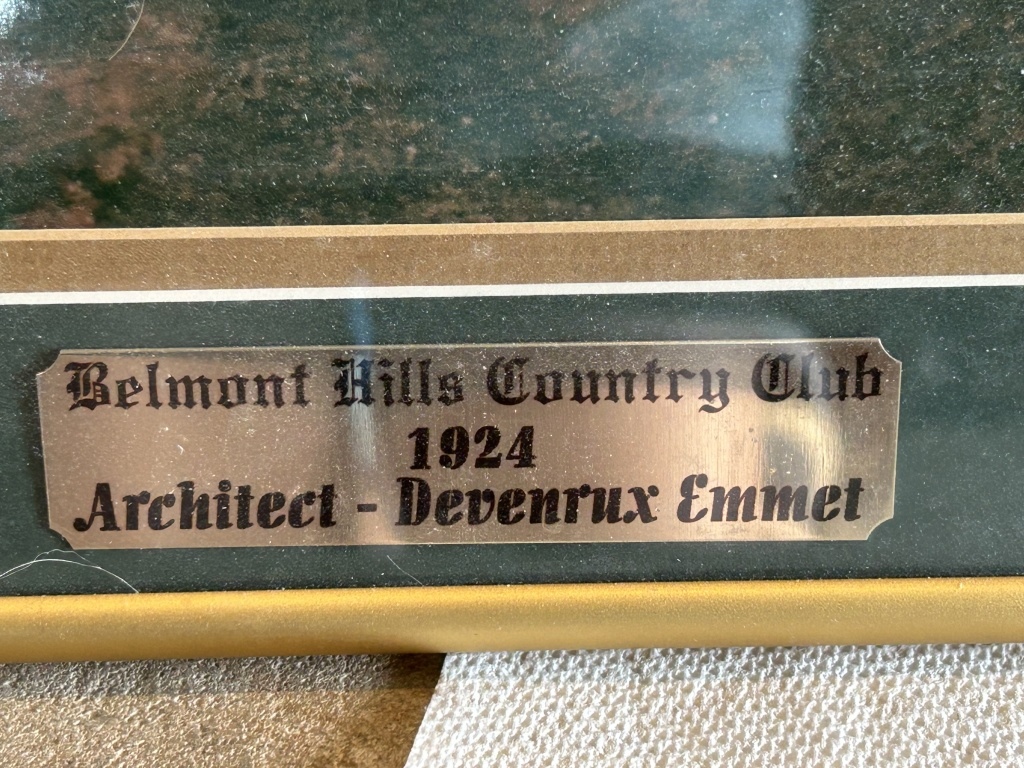 Belmont Hills Country Club
1924
Architect - Devenrux Emmet